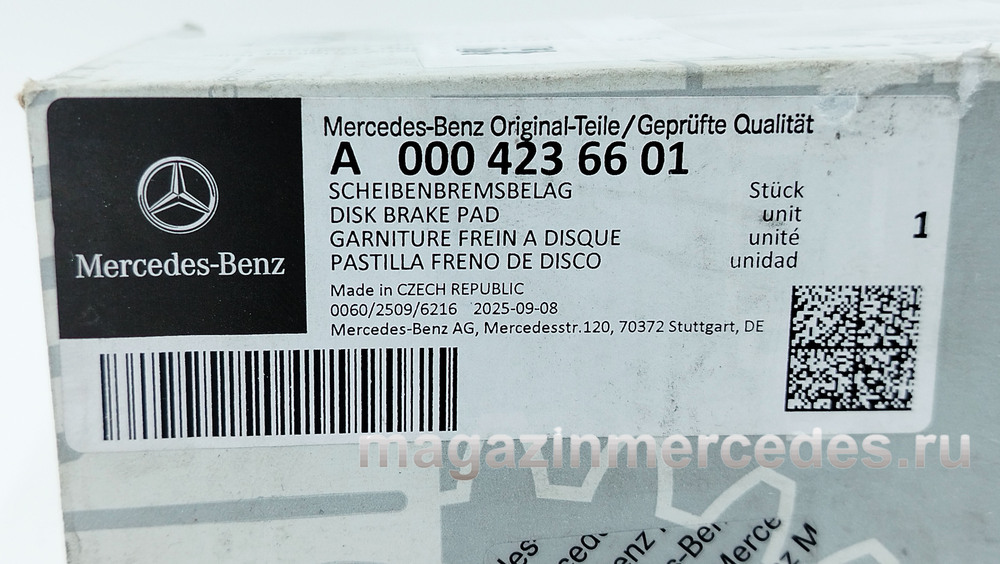 Mercedes-Benz Original-Teile/Geprüfte Qualität
A 000 423 66 01
SCHEIBENBREMSBELAG Stück
DISK BRAKE PAD unit
GARNITURE FREIN A DISQUE unité
PASTILLA FRENO DE DISCO unidad
1
Made in CZECH REPUBLIC
0060/2509/6216 2025-09-08
Mercedes-Benz AG, Mercedesstr.120, 70372 Stuttgart, DE
Mercedes-Benz
magazinmercedes.ru